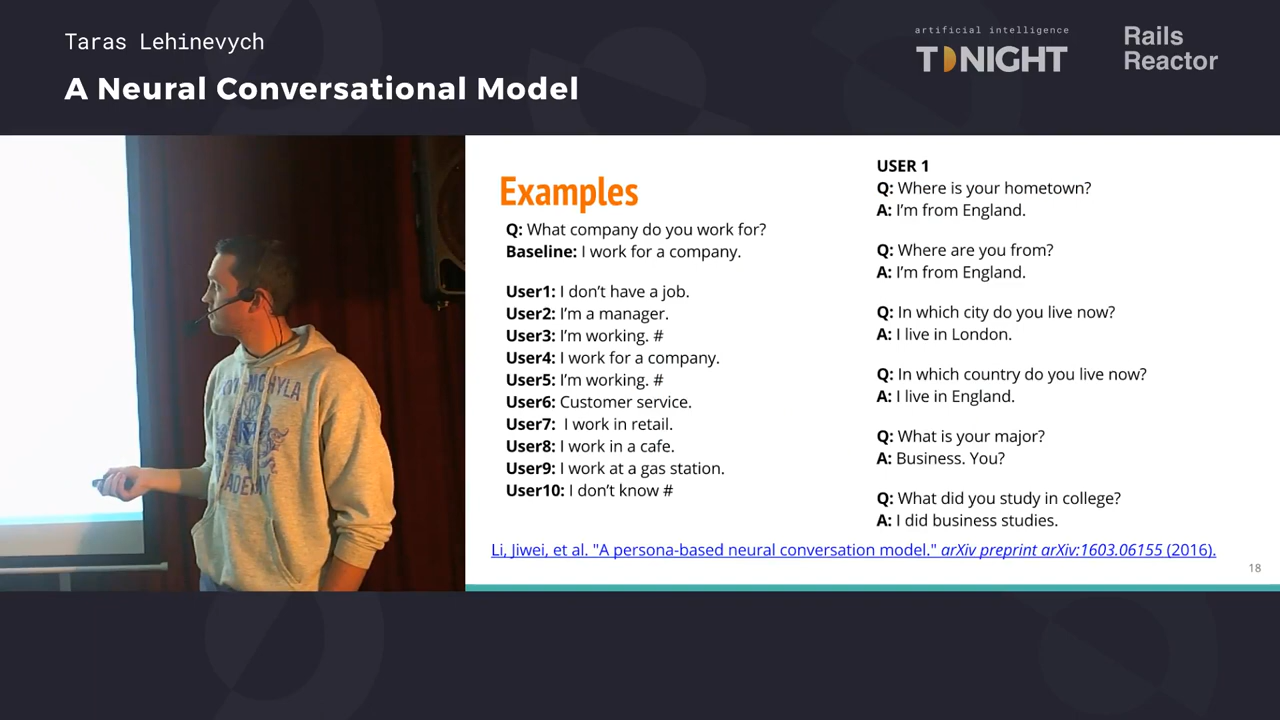 Taras Lehinevych
A Neural Conversational Model
artificial intelligence
TONIGHT
Rails
Reactor
Examples
Q: What company do you work for?
Baseline: I work for a company.
User1: I don't have a job.
User2: I'm a manager.
User3: I'm working. #
User4: I work for a company.
User5: I'm working. #
User6: Customer service.
User7: I work in retail.
User8: I work in a cafe.
User9: I work at a gas station.
User10: I don't know #
USER 1
Q: Where is your hometown?
A: I'm from England.
Q: Where are you from?
A: I'm from England.
Q: In which city do you live now?
A: I live in London.
Q: In which country do you live now?
A: I live in England.
Q: What is your major?
A: Business. You?
Q: What did you study in college?
A: I did business studies.
Li, Jiwei, et al. "A persona-based neural conversation model." arXiv preprint arXiv:1603.06155 (2016).
18